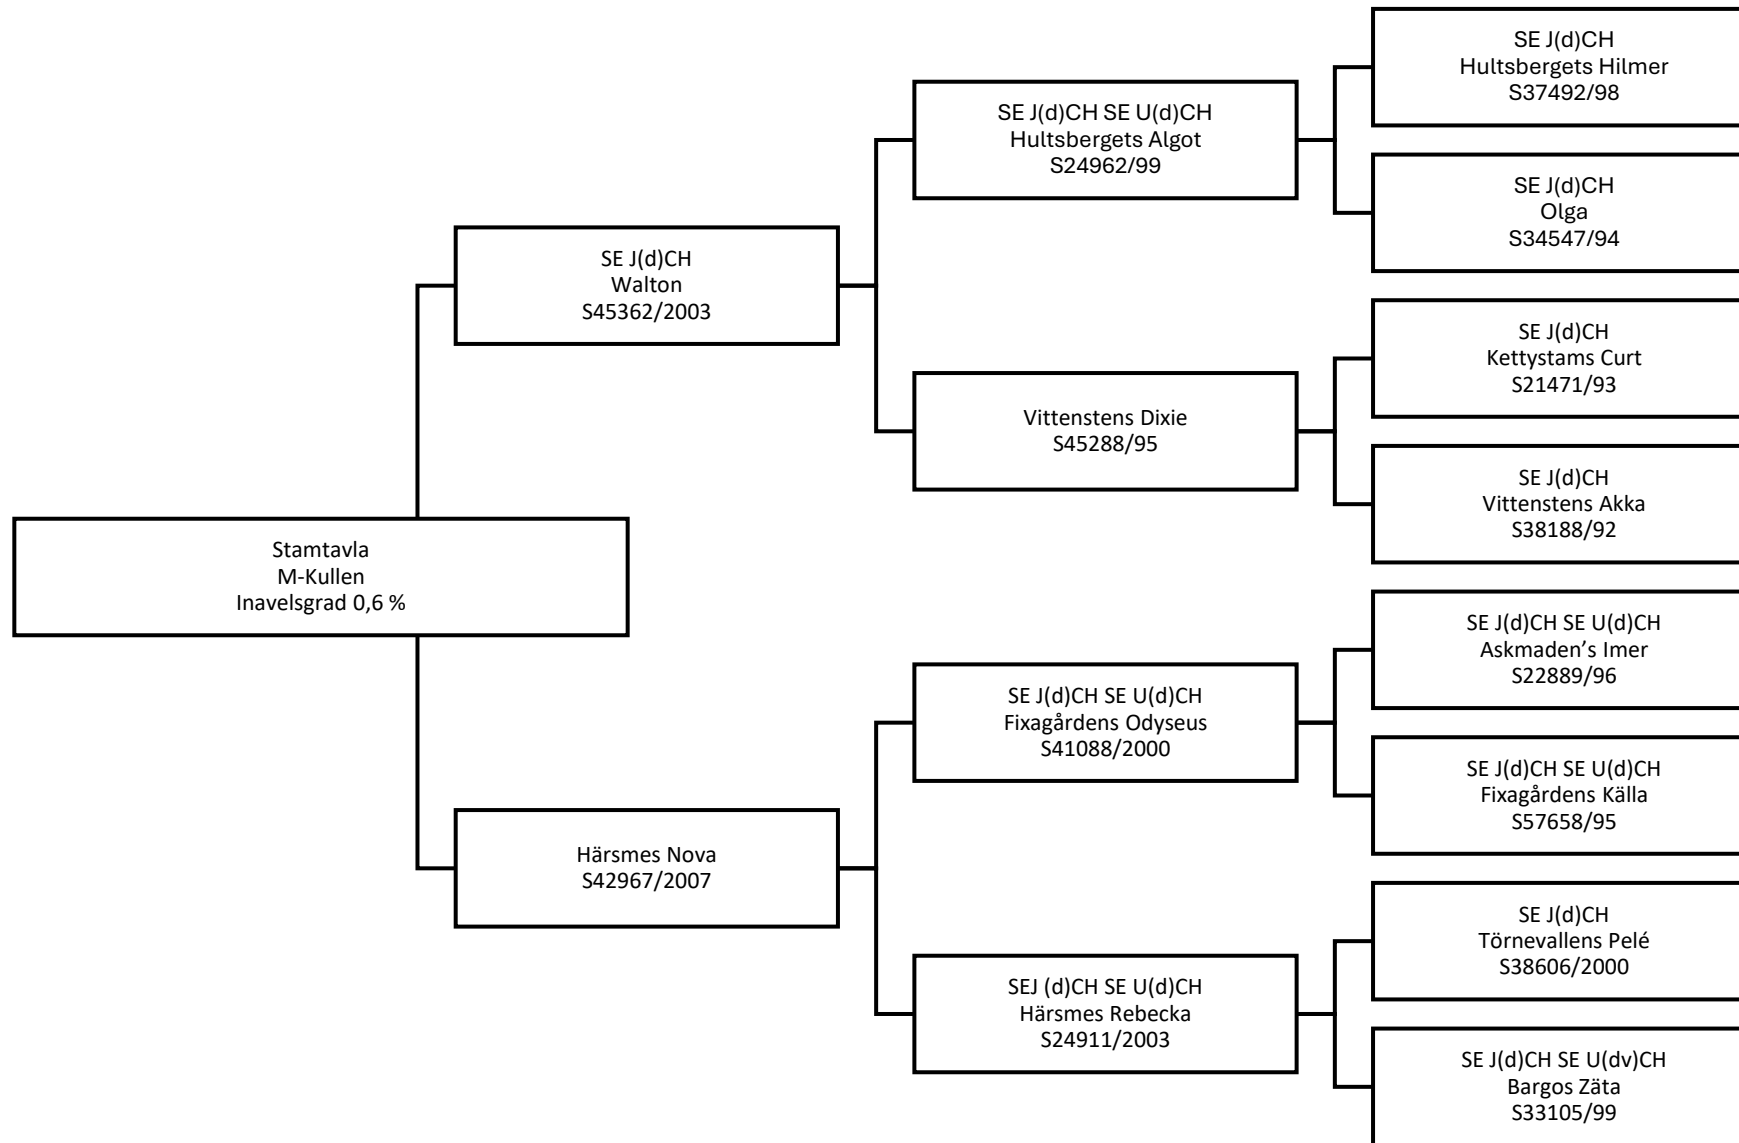 Stamtavla
M-Kullen
Inavelsgrad 0,6 %
SE J(d)CH
Walton
S45362/2003
Härsmes Nova
S42967/2007
SE J(d)CH SE U(d)CH
Hultsbergets Algot
S24962/99
Vittenstens Dixie
S45288/95
SE J(d)CH SE U(d)CH
Fixagårdens Odyseus
S41088/2000
SEJ (d)CH SE U(d)CH
Härsmes Rebecka
S24911/2003
SE J(d)CH
Hultsbergets Hilmer
S37492/98
SE J(d)CH
Olga
S34547/94
SE J(d)CH
Kettystams Curt
S21471/93
SE J(d)CH
Vittenstens Akka
S38188/92
SE J(d)CH SE U(d)CH
Askmaden’s Imer
S22889/96
SE J(d)CH SE U(d)CH
Fixagårdens Källa
S57658/95
SE J(d)CH
Törnevallens Pelé
S38606/2000
SE J(d)CH SE U(dv)CH
Bargos Zäta
S33105/99